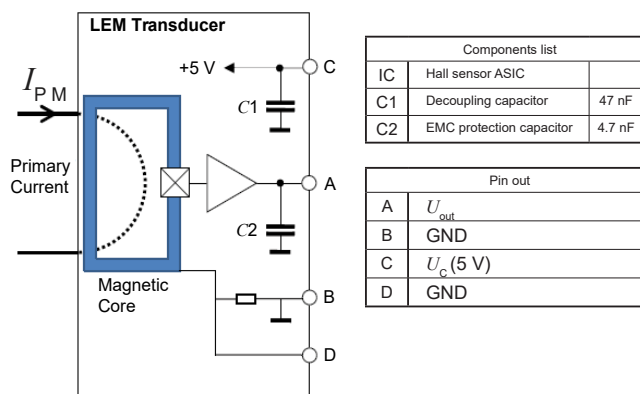 LEM Transducer
+5 V
C
C1
I P M
Primary
Current
A
C2
Magnetic
Core
B
D
Components list
IC Hall sensor ASIC
C1 Decoupling capacitor 47 nF
C2 EMC protection capacitor 4.7 nF
Pin out
A U out
B GND
C U C (5 V)
D GND